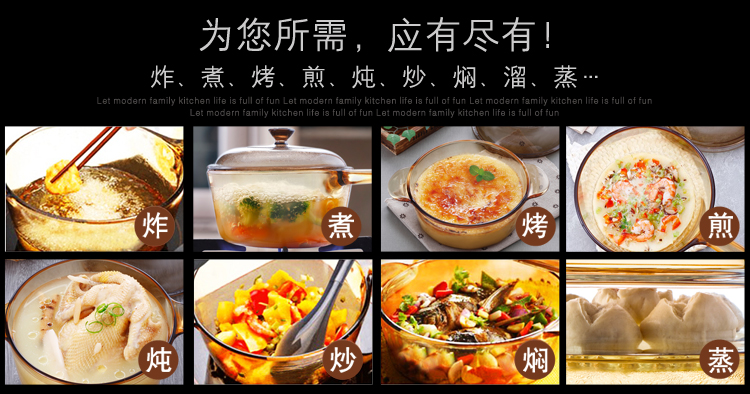 为您所需，应有尽有！
炸、煮、烤、煎、炖、炒、焖、溜、蒸…
Let modern family kitchen life is full of fun Let modern family kitchen life is full of fun Let modern family kitchen life is full of fun
Let modern family kitchen life is full of fun Let modern family kitchen life is full of fun
炸
煮
烤
煎
炖
炒
焖
蒸